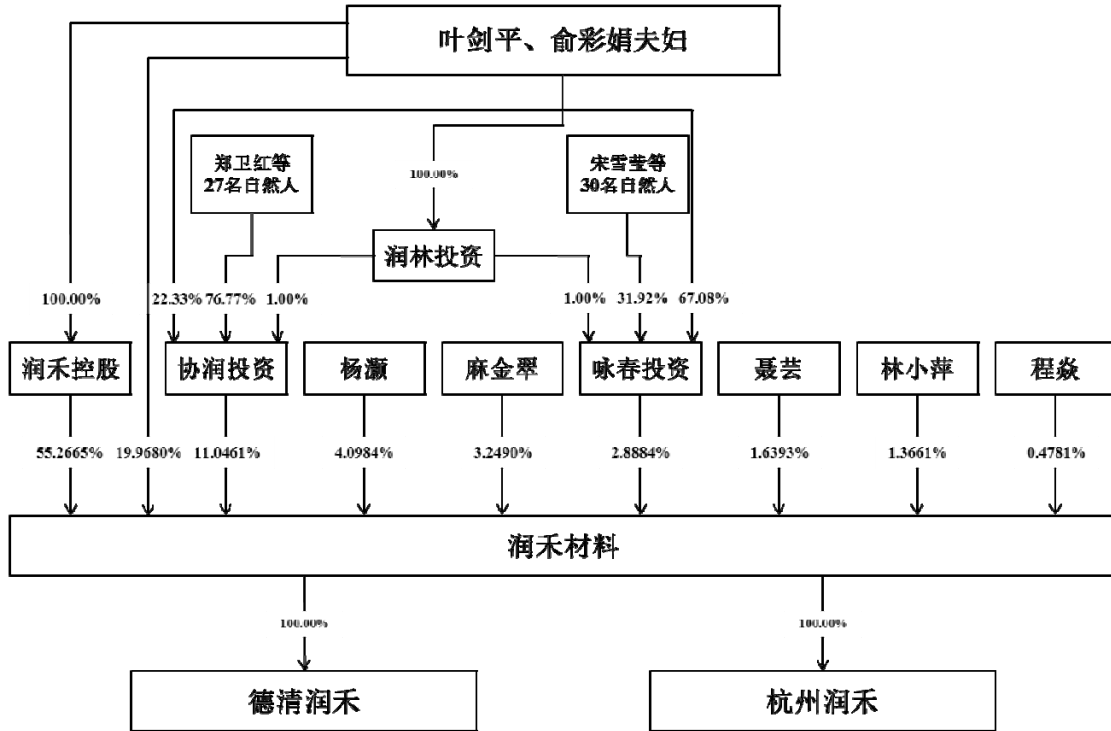 叶剑平、俞彩娟夫妇
郑卫红等
27名自然人
宋雪莹等
30名自然人
100.00%
润林投资
100.00%
22.33%
76.77%
1.00%
1.00%
31.92%
67.08%
润禾控股
协润投资
杨灏
麻金翠
咏春投资
聂芸
林小萍
程焱
55.2665%
19.9680%
11.0461%
4.0984%
3.2490%
2.8884%
1.6393%
1.3661%
0.4781%
润禾材料
100.00%
100.00%
德清润禾
杭州润禾